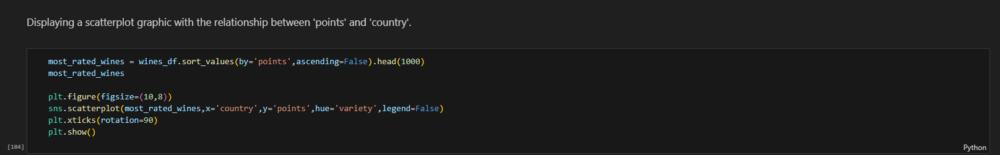 Displaying a scatterplot graphic with the relationship between 'points' and 'country'.
most_rated_wines = wines_df.sort_values(by='points',ascending=False).head(1000)
most_rated_wines
plt.figure(figsize=(10,8))
sns.scatterplot(most_rated_wines,x='country',y='points',hue='variety',legend=False)
plt.xticks(rotation=90)
plt.show()
[104]
Python